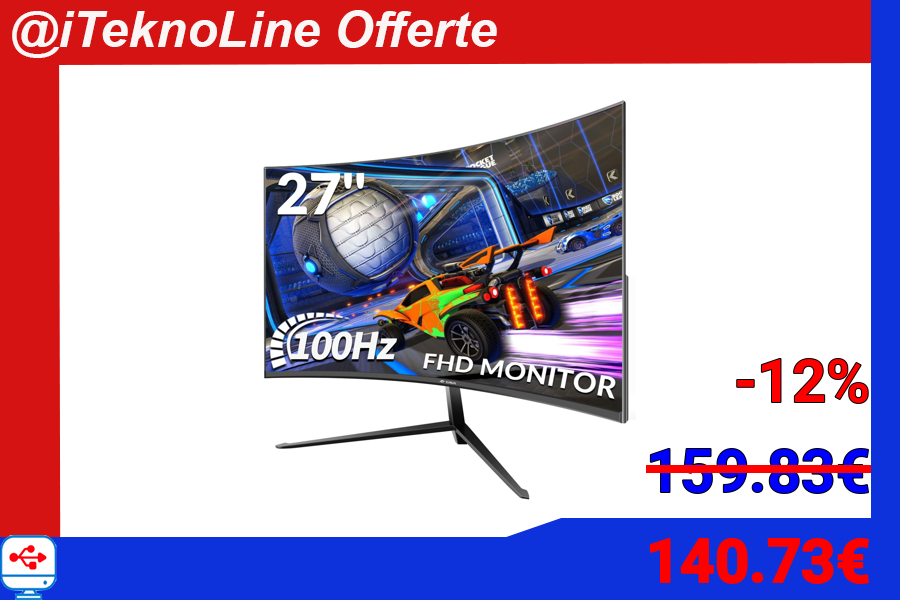 @iTeknoLine Offerte
27"
100Hz
FHD MONITOR
-12%
159.83€
140.73€